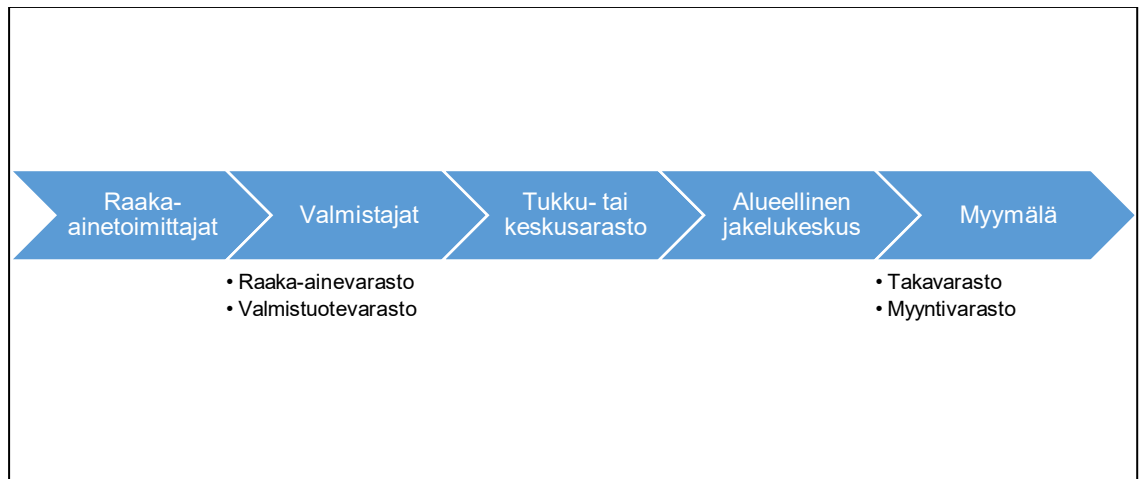 Raaka-
ainetoimittajat
Valmistajat
Tukku- tai
keskusarasto
Alueellinen
jakelukeskus
Myymälä
• Raaka-ainevarasto
• Valmistuotevarasto
• Takavarasto
• Myyntivarasto